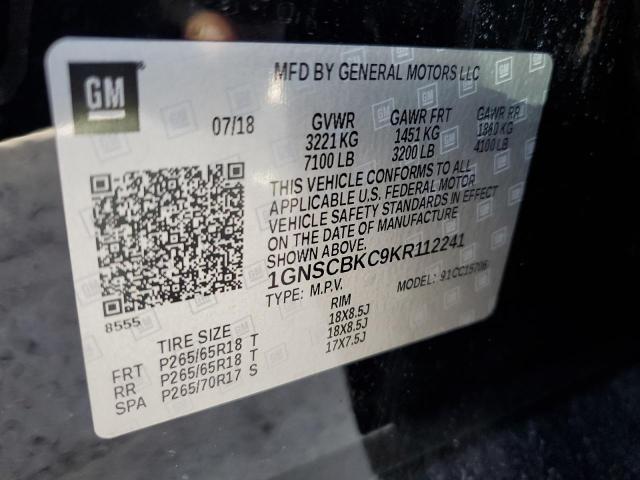 GM
MFD BY GENERAL MOTORS LLC
07/18 GVWR GAWR FRT GAWR RR
3221 KG 1451 KG 1860 KG
7100 LB 3200 LB 4100 LB
THIS VEHICLE CONFORMS TO ALL
APPLICABLE U.S. FEDERAL MOTOR
VEHICLE SAFETY STANDARDS IN EFFECT
ON THE DATE OF MANUFACTURE
SHOWN ABOVE.
1GNSCBKC9KR112241
TYPE: M.P.V. MODEL: 91CC15706
8555
TIRE SIZE RIM
FRT P265/65R18 T 18X8.5J
RR P265/65R18 T 18X8.5J
SPA P265/70R17 S 17X7.5J